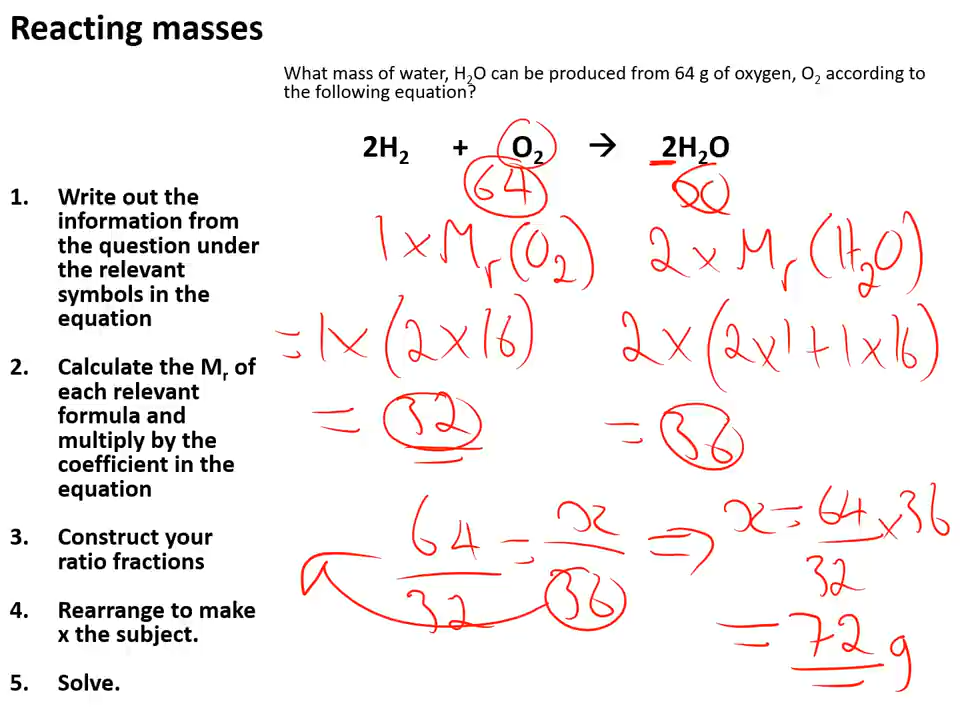 Reacting masses
What mass of water, H₂O can be produced from 64 g of oxygen, O₂ according to
the following equation?
2H₂ + O₂ → 2H₂O
64
1 × Mr(O₂) 2 × Mr(H₂O)
= 1 × (2 × 16) 2 × (2×1 + 1×16)
= 32 = 36
64/32 = x/36 ⇒ x = 64/32 × 36
= 72 g
1. Write out the
information from
the question under
the relevant
symbols in the
equation
2. Calculate the Mᵣ of
each relevant
formula and
multiply by the
coefficient in the
equation
3. Construct your
ratio fractions
4. Rearrange to make
x the subject.
5. Solve.